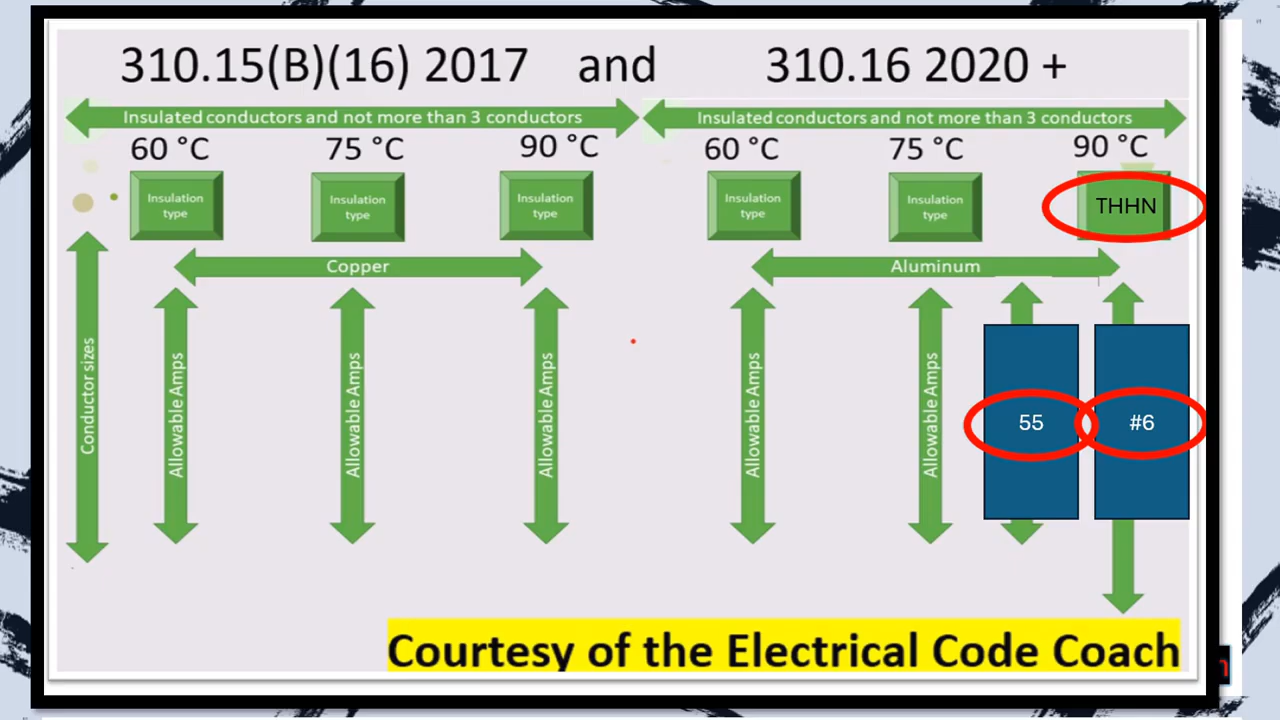 310.15(B)(16) 2017 and 310.16 2020 +
Insulated conductors and not more than 3 conductors
Insulated conductors and not more than 3 conductors
60 °C 75 °C 90 °C 60 °C 75 °C 90 °C
Insulation type
Insulation type
Insulation type
Insulation type
Insulation type
THHN
Copper
Aluminum
Conductor sizes
Allowable Amps
Allowable Amps
Allowable Amps
Allowable Amps
Allowable Amps
55
#6
Courtesy of the Electrical Code Coach